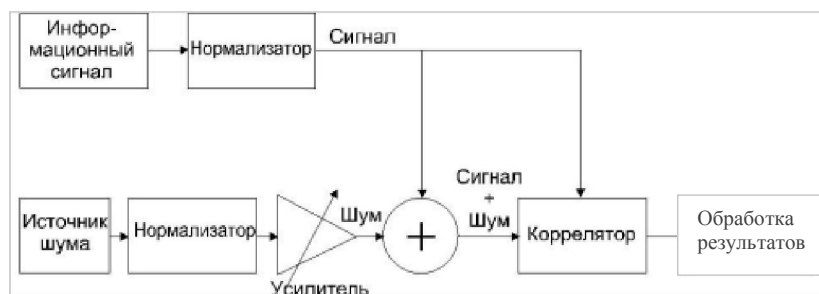 Инфор-
мационный
сигнал
Нормализатор
Сигнал
Источник
шума
Нормализатор
Усилитель
Шум
+
Сигнал
+
Шум
Коррелятор
Обработка
результатов